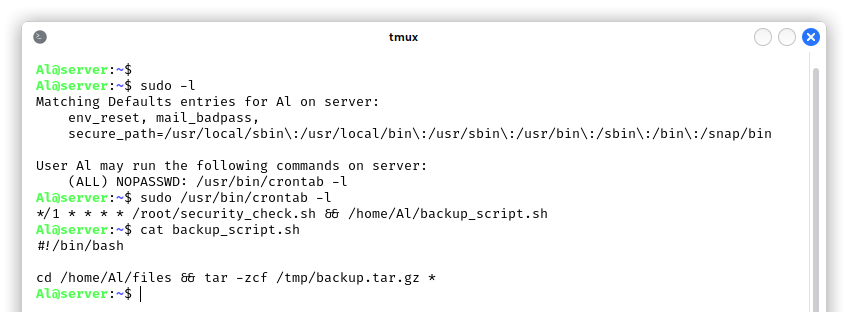 tmux
Al@server:~$
Al@server:~$ sudo -l
Matching Defaults entries for Al on server:
    env_reset, mail_badpass,
    secure_path=/usr/local/sbin\:/usr/local/bin\:/usr/sbin\:/usr/bin\:/sbin\:/bin\:/snap/bin

User Al may run the following commands on server:
    (ALL) NOPASSWD: /usr/bin/crontab -l
Al@server:~$ sudo /usr/bin/crontab -l
*/1 * * * * /root/security_check.sh && /home/Al/backup_script.sh
Al@server:~$ cat backup_script.sh
#!/bin/bash

cd /home/Al/files && tar -zcf /tmp/backup.tar.gz *
Al@server:~$